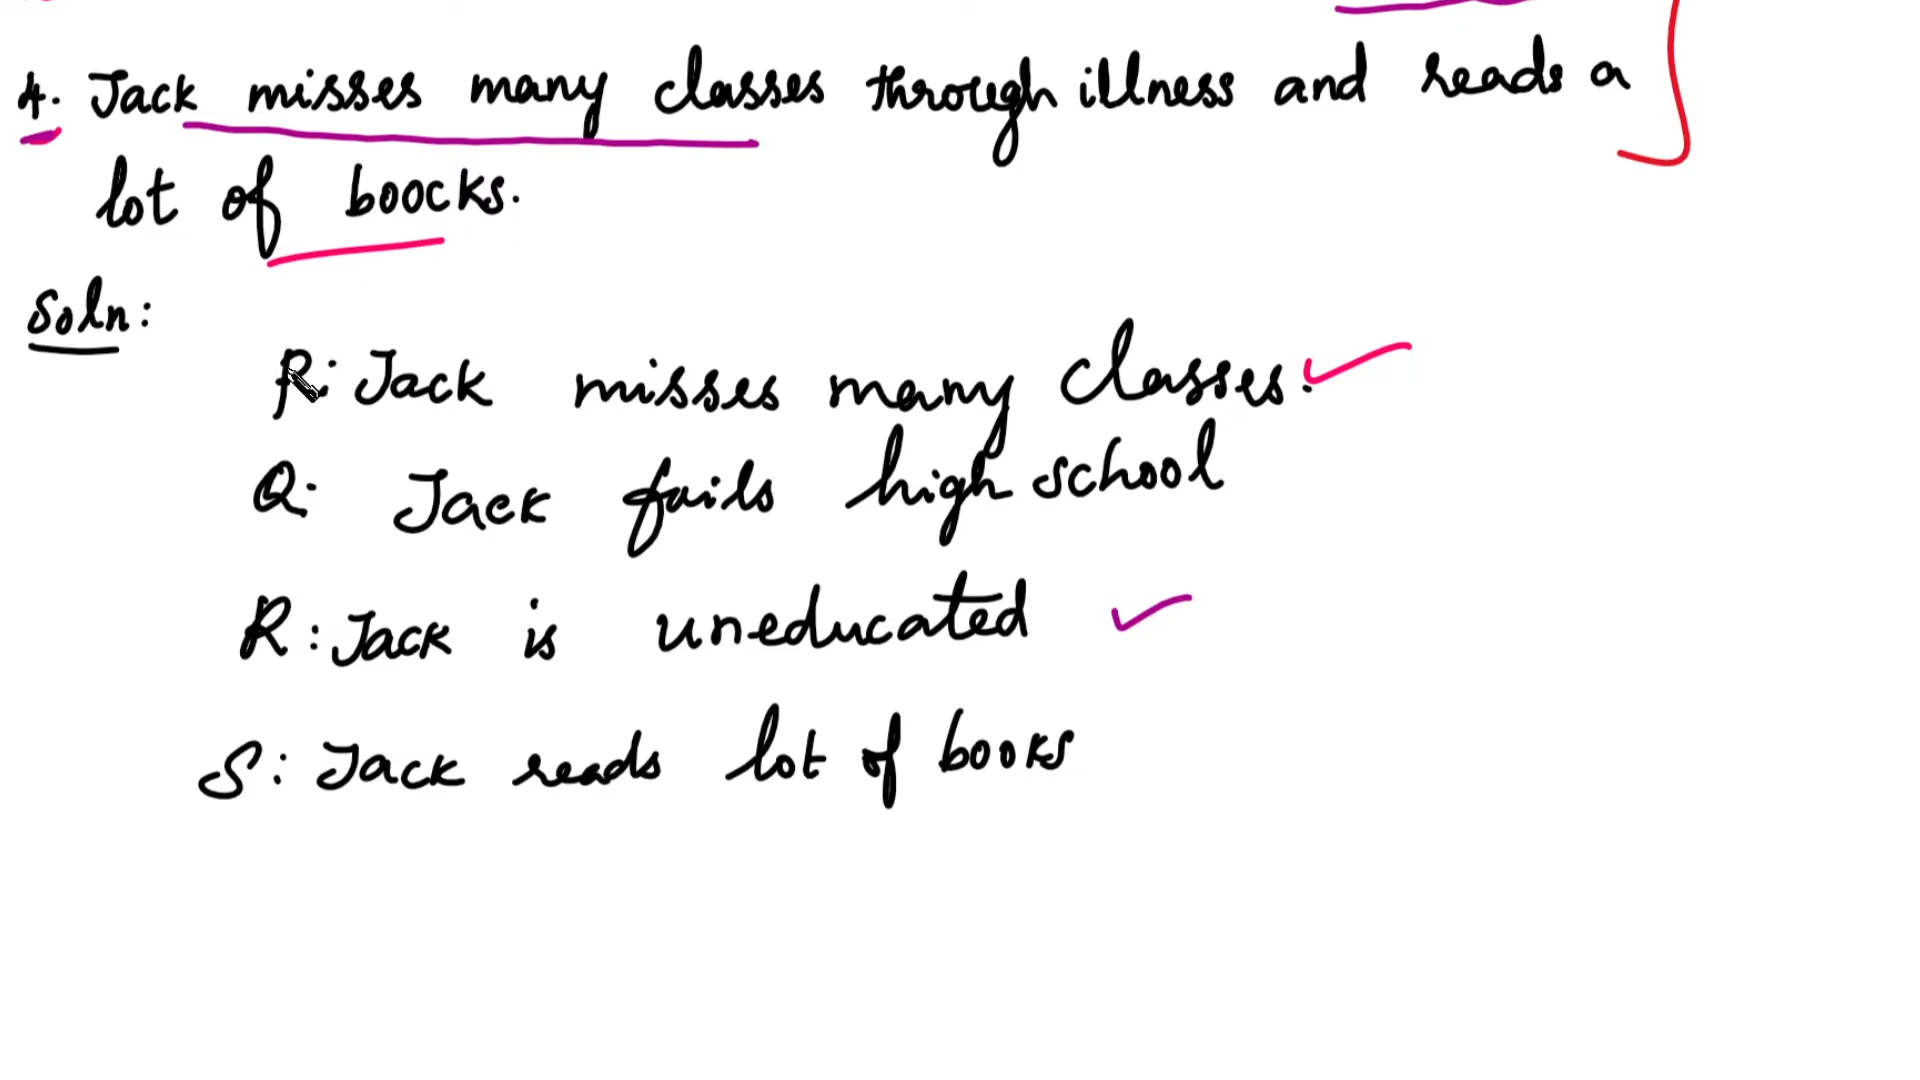 4. Jack misses many classes through illness and reads a
lot of boocks.
Soln:
P: Jack misses many classes.
Q: Jack fails high school
R: Jack is uneducated
S: Jack reads lot of books